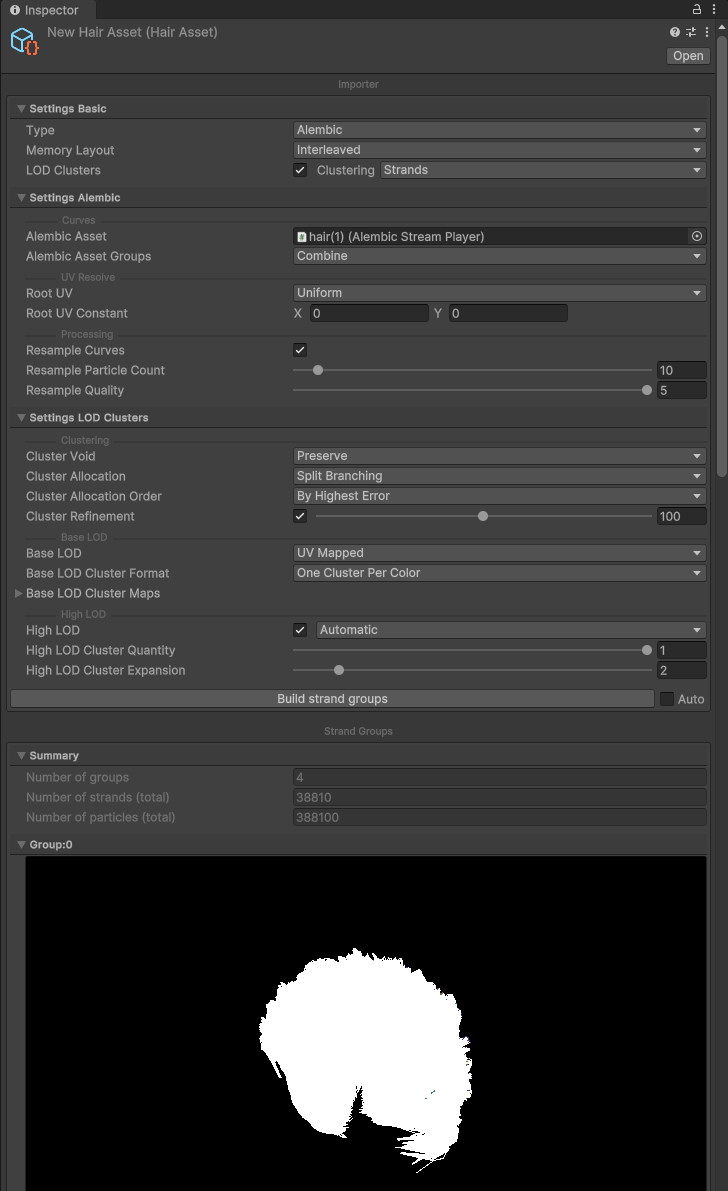 Inspector
New Hair Asset (Hair Asset)
Open
Importer
Settings Basic
Type Alembic
Memory Layout Interleaved
LOD Clusters Clustering Strands
Settings Alembic
Curves
Alembic Asset hair(1) (Alembic Stream Player)
Alembic Asset Groups Combine
UV Resolve
Root UV Uniform
Root UV Constant X 0 Y 0
Processing
Resample Curves
Resample Particle Count 10
Resample Quality 5
Settings LOD Clusters
Clustering
Cluster Void Preserve
Cluster Allocation Split Branching
Cluster Allocation Order By Highest Error
Cluster Refinement 100
Base LOD
Base LOD UV Mapped
Base LOD Cluster Format One Cluster Per Color
Base LOD Cluster Maps
High LOD
High LOD Automatic
High LOD Cluster Quantity 1
High LOD Cluster Expansion 2
Build strand groups Auto
Strand Groups
Summary
Number of groups 4
Number of strands (total) 38810
Number of particles (total) 388100
Group:0